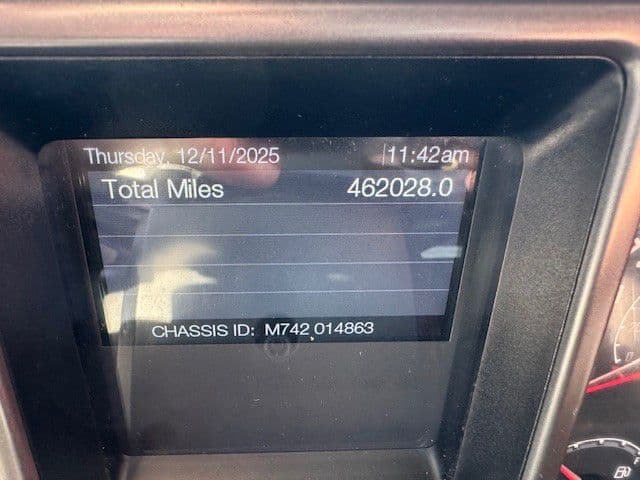 Thursday, 12/11/2025 11:42am
Total Miles 462028.0
CHASSIS ID: M742 014863
F